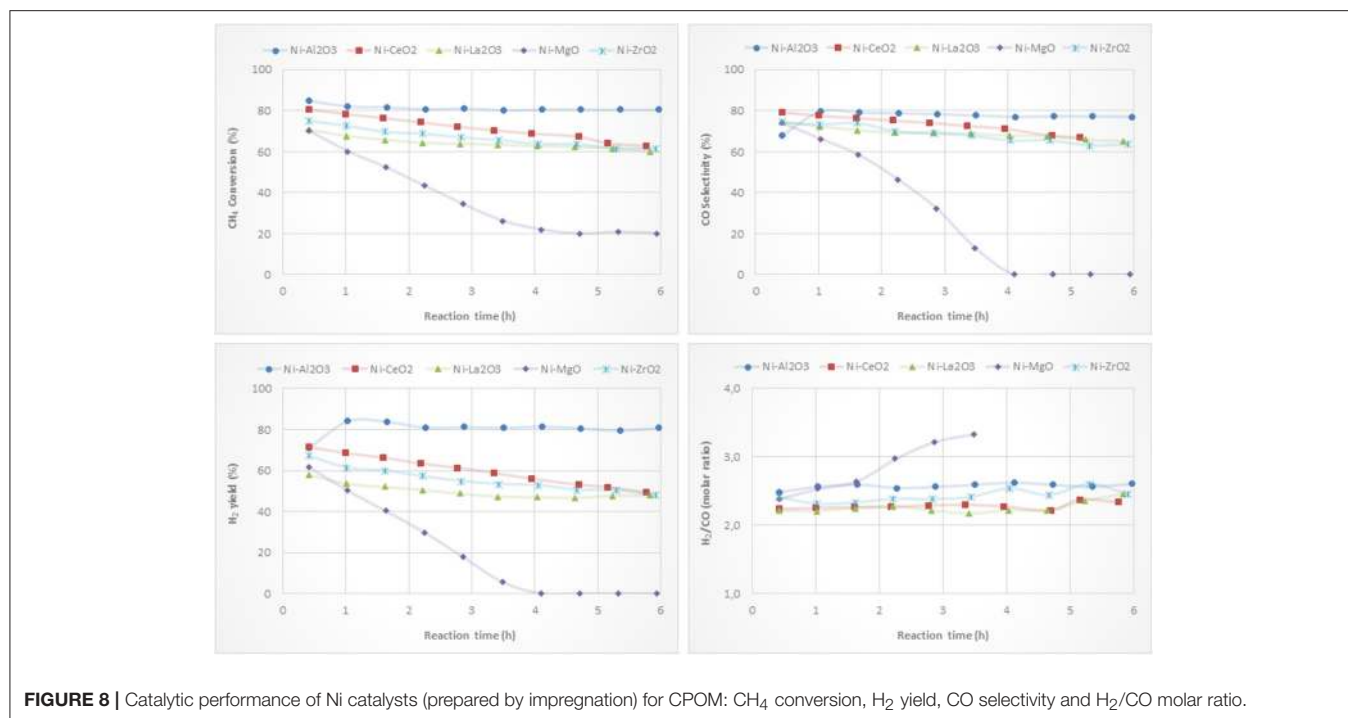 Ni-Al2O3 Ni-CeO2 Ni-La2O3 Ni-MgO Ni-ZrO2
100
80
60
40
20
0
CH₄ Conversion (%)
0 1 2 3 4 5 6
Reaction time (h)
Ni-Al2O3 Ni-CeO2 Ni-La2O3 Ni-MgO Ni-ZrO2
100
80
60
40
20
0
CO Selectivity (%)
0 1 2 3 4 5 6
Reaction time (h)
Ni-Al2O3 Ni-CeO2 Ni-La2O3 Ni-MgO Ni-ZrO2
100
80
60
40
20
0
H₂ yield (%)
0 1 2 3 4 5 6
Reaction time (h)
Ni-Al2O3 Ni-CeO2 Ni-La2O3 Ni-MgO Ni-ZrO2
4,0
3,0
2,0
1,0
H₂/CO (molar ratio)
0 1 2 3 4 5 6
Reaction time (h)
FIGURE 8 | Catalytic performance of Ni catalysts (prepared by impregnation) for CPOM: CH₄ conversion, H₂ yield, CO selectivity and H₂/CO molar ratio.